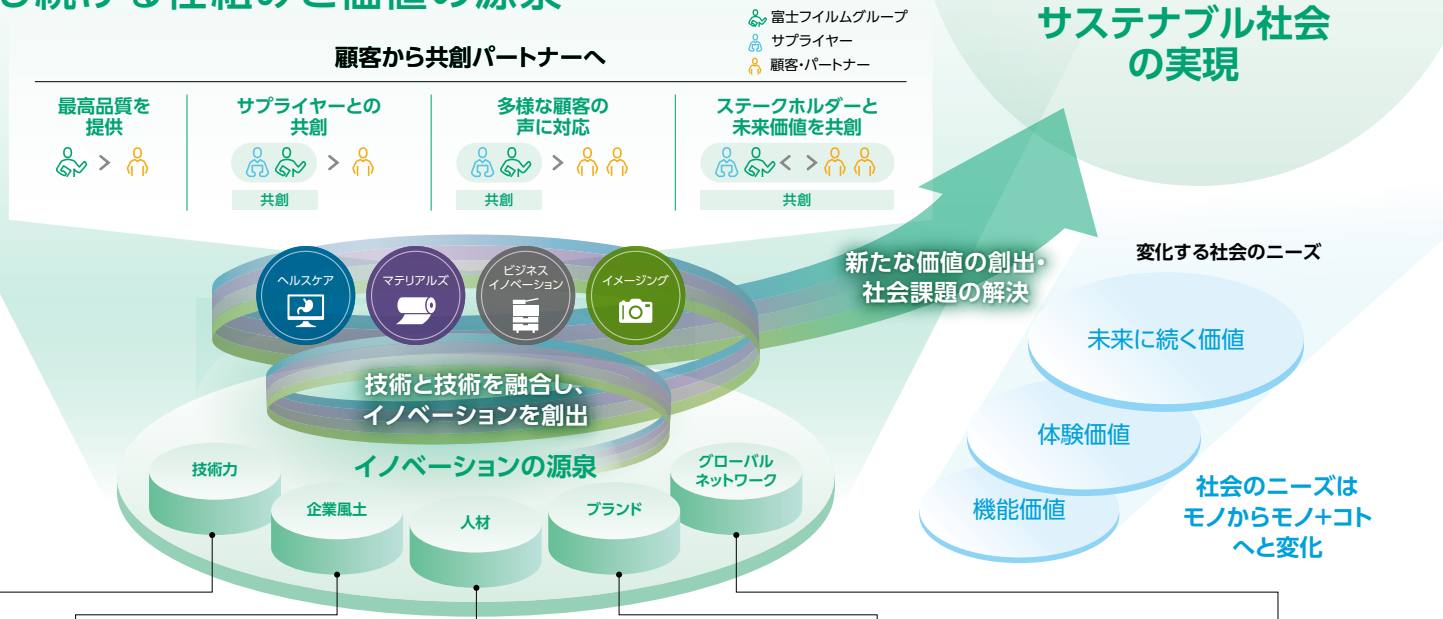 し続ける仕組みと価値の源泉
富士フイルムグループ
サプライヤー
顧客・パートナー
顧客から共創パートナーへ
最高品質を
提供
サプライヤーとの
共創
共創
多様な顧客の
声に対応
共創
ステークホルダーと
未来価値を共創
共創
サステナブル社会
の実現
ヘルスケア
マテリアルズ
ビジネス
イノベーション
イメージング
新たな価値の創出・
社会課題の解決
技術と技術を融合し、
イノベーションを創出
イノベーションの源泉
技術力
企業風土
人材
ブランド
グローバル
ネットワーク
変化する社会のニーズ
未来に続く価値
体験価値
機能価値
社会のニーズは
モノからモノ+コト
へと変化